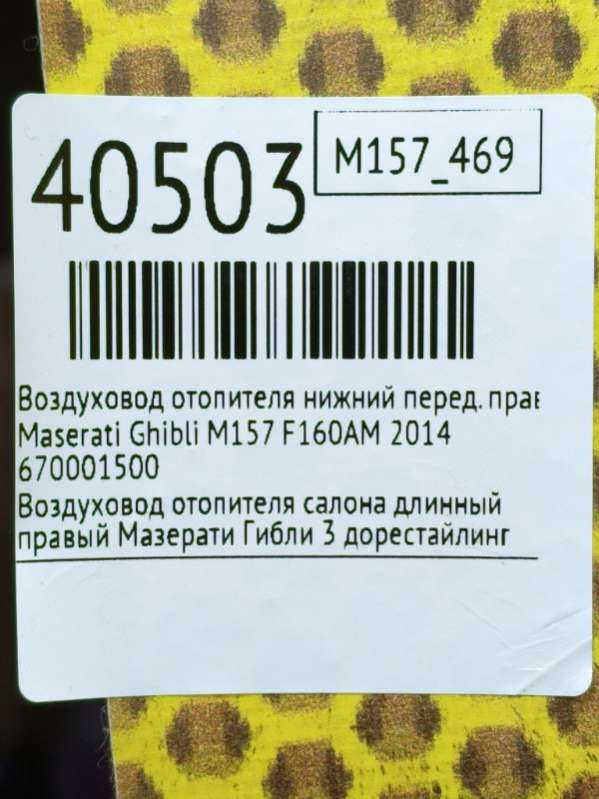 40503
M157_469
Воздуховод отопителя нижний перед. прав
Maserati Ghibli M157 F160AM 2014
670001500
Воздуховод отопителя салона длинный
правый Мазерати Гибли 3 дорестайлинг